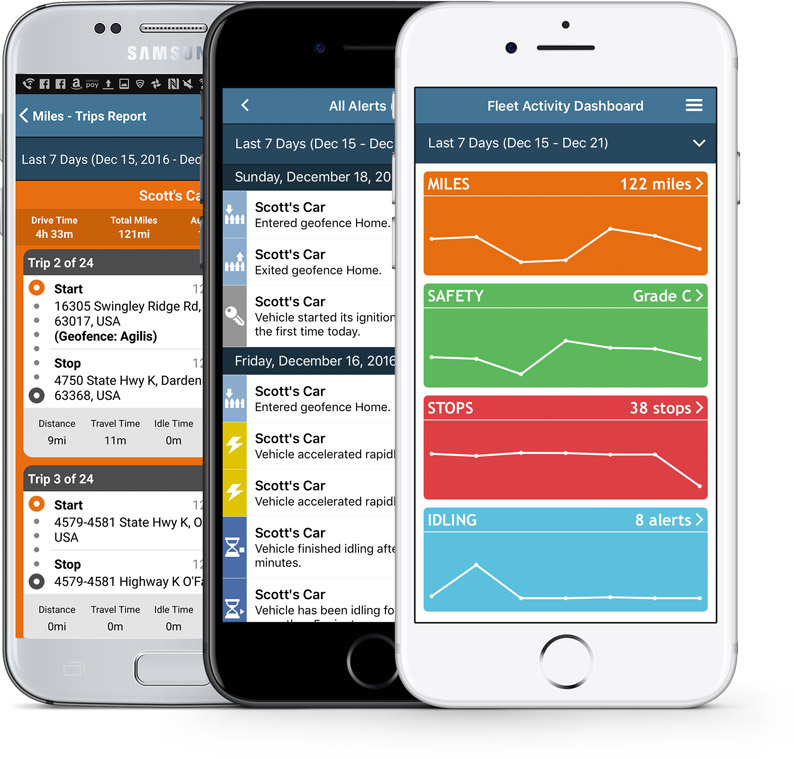 SAMSUN
pay
Miles - Trips Report
Last 7 Days (Dec 15, 2016 - Dec
Scott's Ca
Drive Time
Total Miles
4h 33m
121mi
Trip 2 of 24
Start
16305 Swingley Ridge Rd,
63017, USA
(Geofence: Agilis)
Stop
4750 State Hwy K, Darden
63368, USA
Distance
Travel Time
Idle Time
9mi
11m
0m
Trip 3 of 24
Start
4579-4581 State Hwy K, O
USA
Stop
4579-4581 Highway K O'Fa
Distance
Travel Time
Idle Time
0mi
0m
0m
All Alerts (
Last 7 Days (Dec 15 - Dec
Sunday, December 18, 20
Scott's Car
Entered geofence Home.
Scott's Car
Exited geofence Home.
Scott's Car
Vehicle started its ignition
the first time today.
Friday, December 16, 2016
Scott's Car
Entered geofence Home.
Scott's Car
Vehicle accelerated rapidl
Scott's Car
Vehicle accelerated rapidl
Scott's Car
Vehicle finished idling afte
minutes.
Scott's Car
Vehicle has been idling fo
Fleet Activity Dashboard
Last 7 Days (Dec 15 - Dec 21)
MILES
122 miles
SAFETY
Grade C
STOPS
38 stops
IDLING
8 alerts